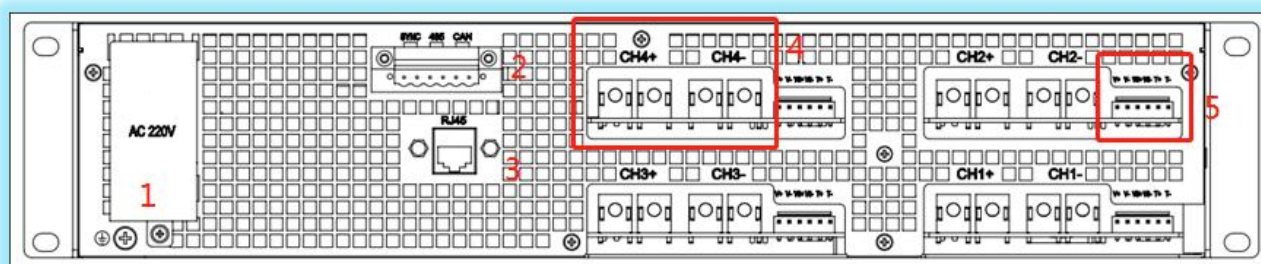 SYNC 485 CAN
2
CH4+ CH4-
4
CH2+ CH2-
5
AC 220V
1
RJ45
3
CH3+ CH3-
CH1+ CH1-